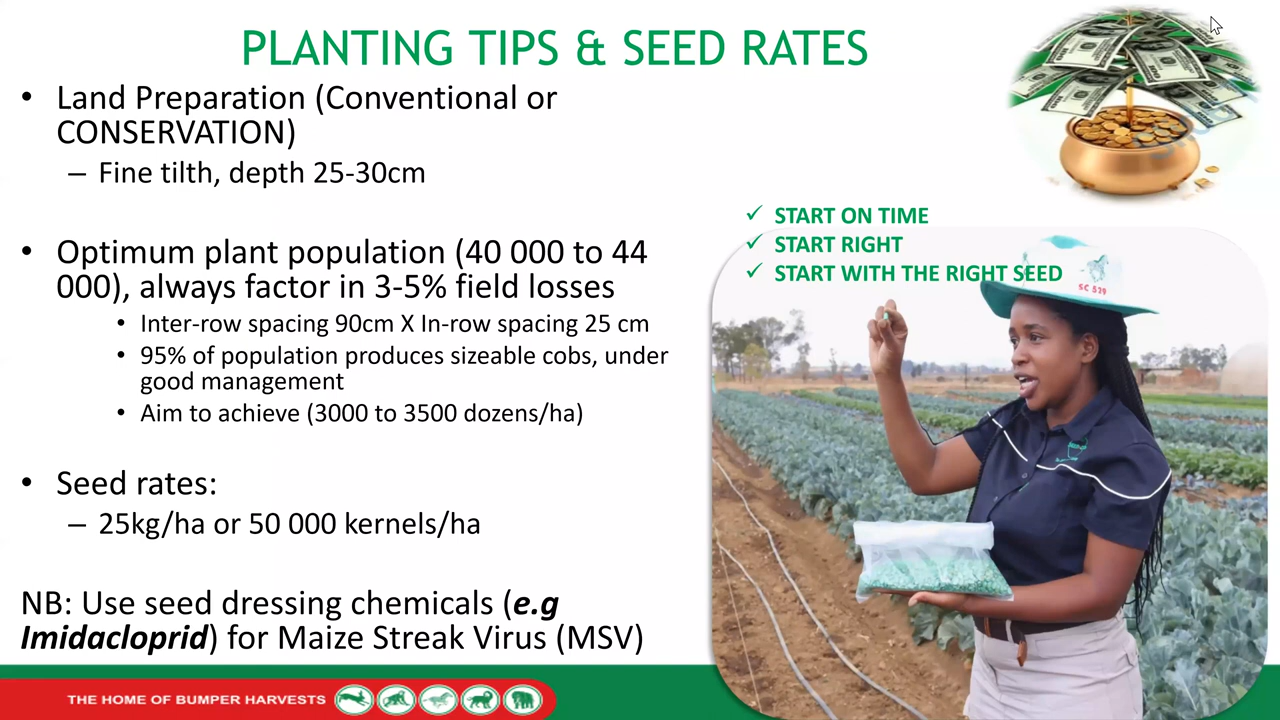 PLANTING TIPS & SEED RATES
• Land Preparation (Conventional or
CONSERVATION)
– Fine tilth, depth 25-30cm
• Optimum plant population (40 000 to 44
000), always factor in 3-5% field losses
• Inter-row spacing 90cm X In-row spacing 25 cm
• 95% of population produces sizeable cobs, under
good management
• Aim to achieve (3000 to 3500 dozens/ha)
• Seed rates:
– 25kg/ha or 50 000 kernels/ha
NB: Use seed dressing chemicals (e.g
Imidacloprid) for Maize Streak Virus (MSV)
✓ START ON TIME
✓ START RIGHT
✓ START WITH THE RIGHT SEED
SC 529
THE HOME OF BUMPER HARVESTS